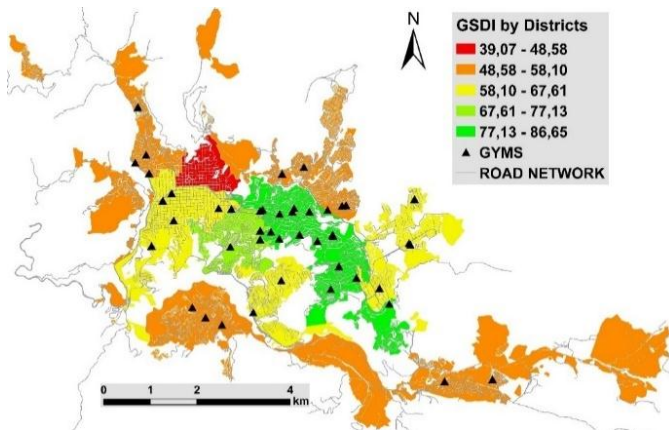 GSDI by Districts
39,07 - 48,58
48,58 - 58,10
58,10 - 67,61
67,61 - 77,13
77,13 - 86,65
GYMS
ROAD NETWORK
N
0 1 2 4
km